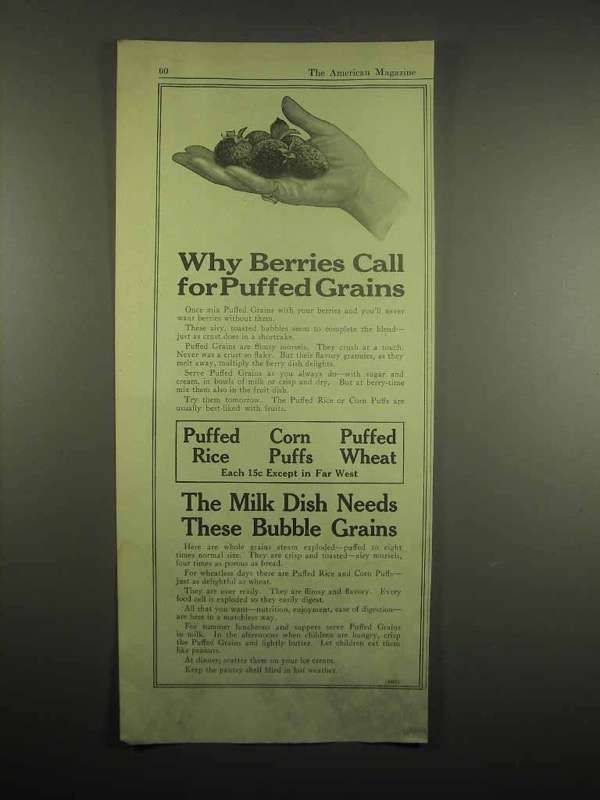 60
The American Magazine
Why Berries Call
for Puffed Grains
Once mix Puffed Grains with your berries and you'll never
want berries without them.
These airy, toasted bubbles seem to complete the blend—
just as crust does in a shortcake.
Puffed Grains are flimsy morsels. They crush at a touch.
Never was a crust so flaky. But their flavory granules, as they
melt away, multiply the berry dish delights.
Serve Puffed Grains as you always do—with sugar and
cream, in bowls of milk or crisp and dry. But at berry-time
mix them also in the fruit dish.
Try them tomorrow. The Puffed Rice or Corn Puffs are
usually best-liked with fruits.
Puffed Corn Puffed
Rice Puffs Wheat
Each 15c Except in Far West
The Milk Dish Needs
These Bubble Grains
Here are whole grains steam exploded—puffed to eight
times normal size. They are crisp and toasted—airy morsels,
four times as porous as bread.
For wheatless days there are Puffed Rice and Corn Puffs—
just as delightful as wheat.
They are ever ready. They are flimsy and flavory. Every
food cell is exploded so they easily digest.
All that you want—nutrition, enjoyment, ease of digestion—
are here in a matchless way.
For summer luncheons and suppers serve Puffed Grains
in milk. In the afternoons when children are hungry, crisp
the Puffed Grains and lightly butter. Let children eat them
like peanuts.
At dinner, scatter them on your ice cream.
Keep the pantry shelf filled in hot weather.